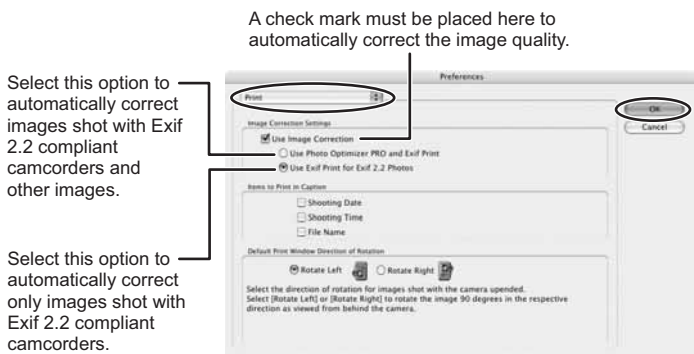 A check mark must be placed here to
automatically correct the image quality.
Select this option to
automatically correct
images shot with Exif
2.2 compliant
camcorders and
other images.
Select this option to
automatically correct
only images shot with
Exif 2.2 compliant
camcorders.
Preferences
Print
OK
Cancel
Image Correction Settings
Use Image Correction
Use Photo Optimizer PRO and Exif Print
Use Exif Print for Exif 2.2 Photos
Items to Print in Caption
Shooting Date
Shooting Time
File Name
Default Print Window Direction of Rotation
Rotate Left
Rotate Right
Select the direction of rotation for images shot with the camera upended.
Select [Rotate Left] or [Rotate Right] to rotate the image 90 degrees in the respective
direction as viewed from behind the camera.